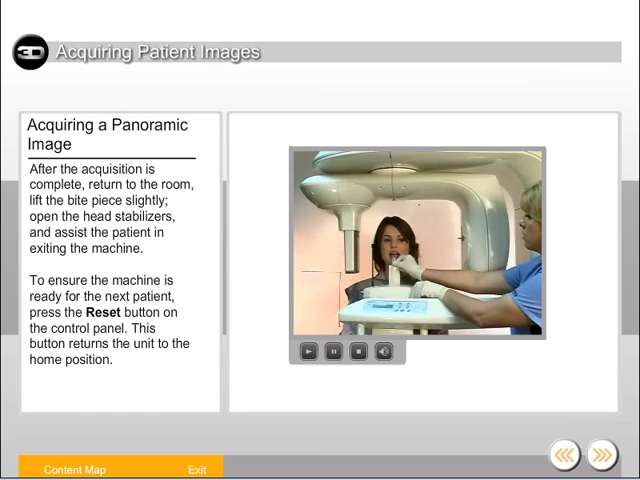 3D
Acquiring Patient Images
Acquiring a Panoramic
Image
After the acquisition is
complete, return to the room,
lift the bite piece slightly;
open the head stabilizers,
and assist the patient in
exiting the machine.
To ensure the machine is
ready for the next patient,
press the Reset button on
the control panel. This
button returns the unit to the
home position.
Content Map
Exit